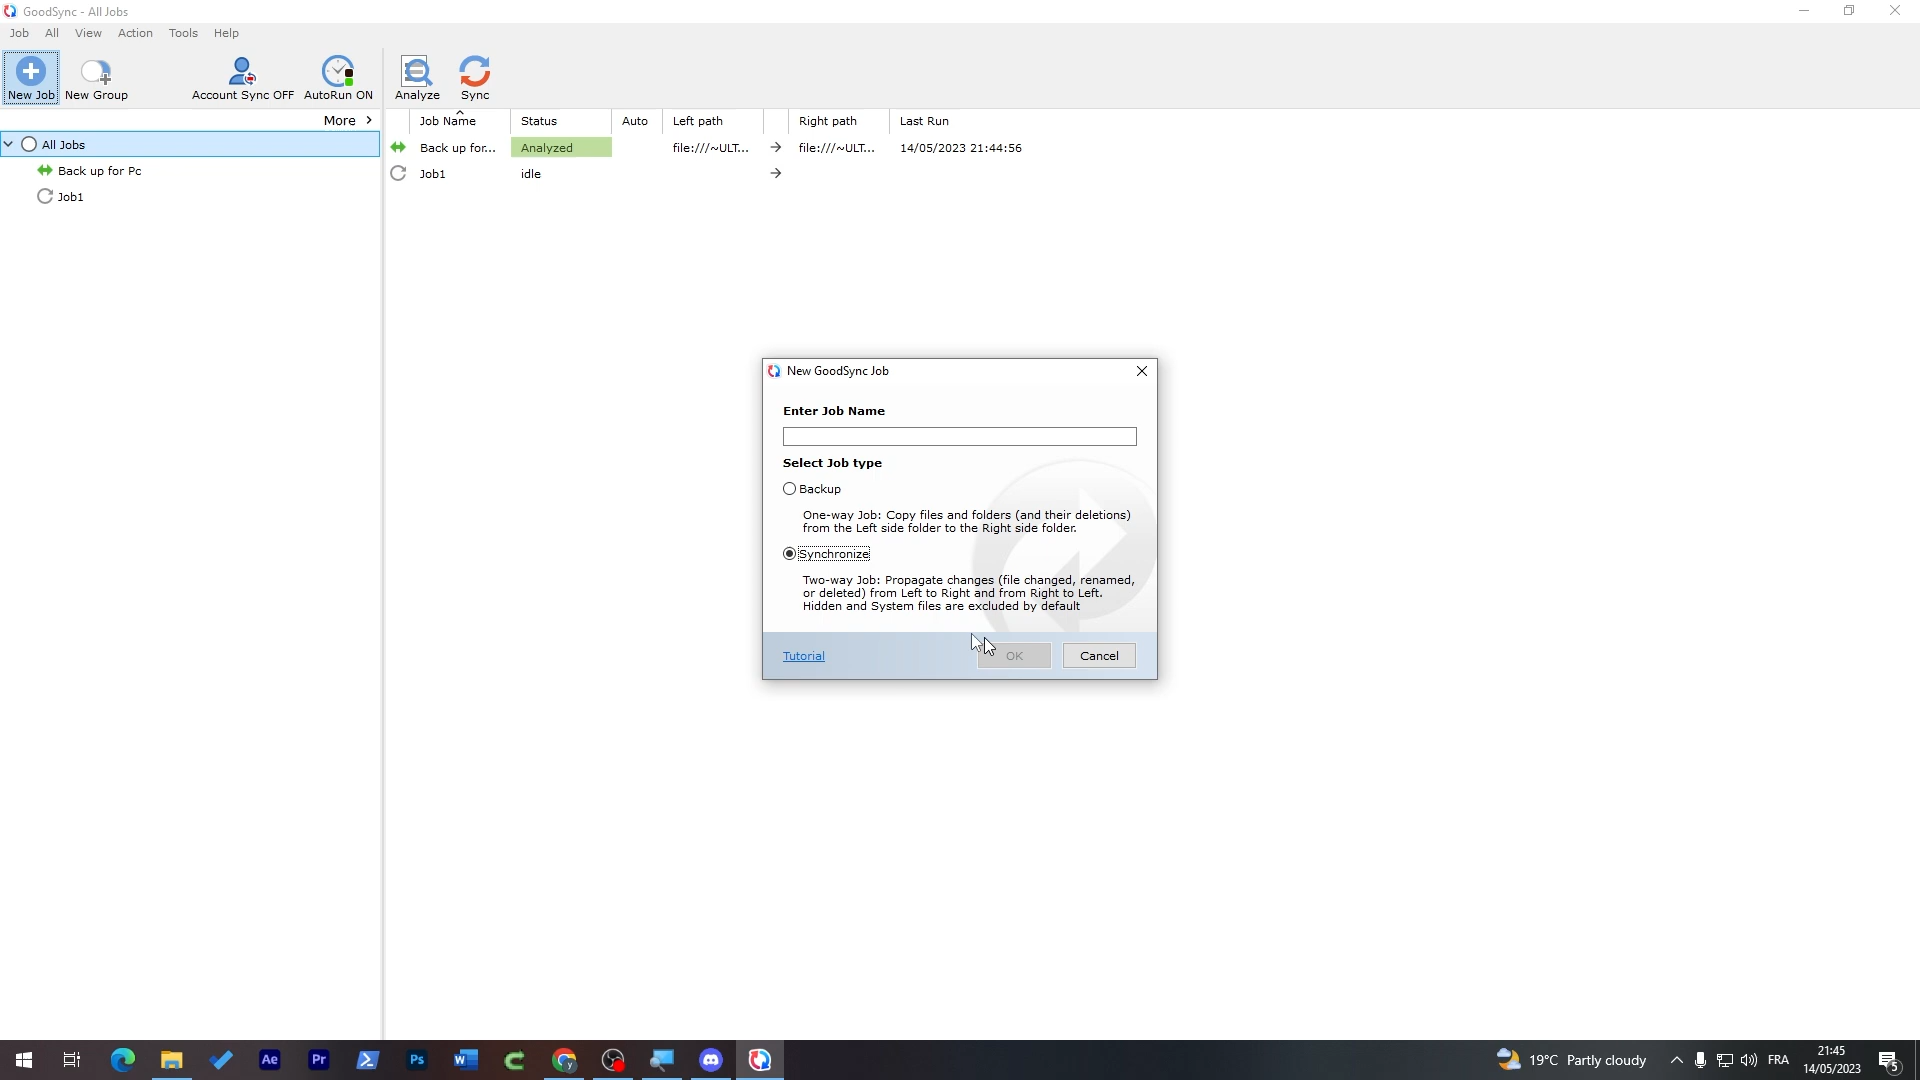 GoodSync - All Jobs
Job All View Action Tools Help
New Job New Group Account Sync OFF AutoRun ON Analyze Sync
More >
Job Name Status Auto Left path Right path Last Run
All Jobs
Back up for... Analyzed file:///~ULT... → file:///~ULT... 14/05/2023 21:44:56
Back up for Pc
Job1 idle →
Job1
New GoodSync Job
Enter Job Name
Select Job type
Backup
One-way Job: Copy files and folders (and their deletions)
from the Left side folder to the Right side folder.
Synchronize
Two-way Job: Propagate changes (file changed, renamed,
or deleted) from Left to Right and from Right to Left.
Hidden and System files are excluded by default
Tutorial OK Cancel
Ae Pr Ps W
19°C Partly cloudy FRA
21:45
14/05/2023
5